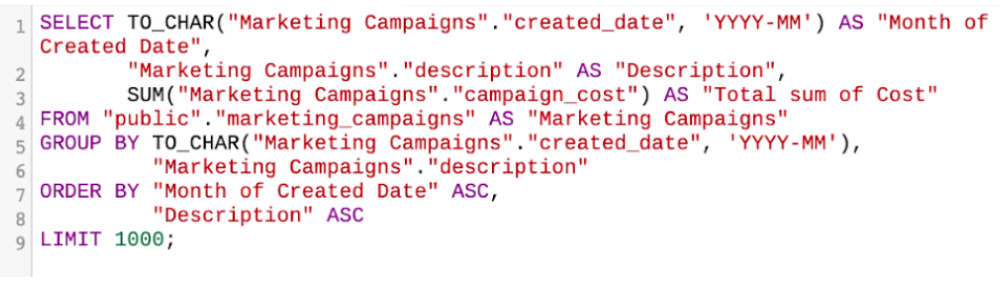 1 SELECT TO_CHAR("Marketing Campaigns"."created_date", 'YYYY-MM') AS "Month of
Created Date",
2 "Marketing Campaigns"."description" AS "Description",
3 SUM("Marketing Campaigns"."campaign_cost") AS "Total sum of Cost"
4 FROM "public"."marketing_campaigns" AS "Marketing Campaigns"
5 GROUP BY TO_CHAR("Marketing Campaigns"."created_date", 'YYYY-MM'),
6 "Marketing Campaigns"."description"
7 ORDER BY "Month of Created Date" ASC,
8 "Description" ASC
9 LIMIT 1000;